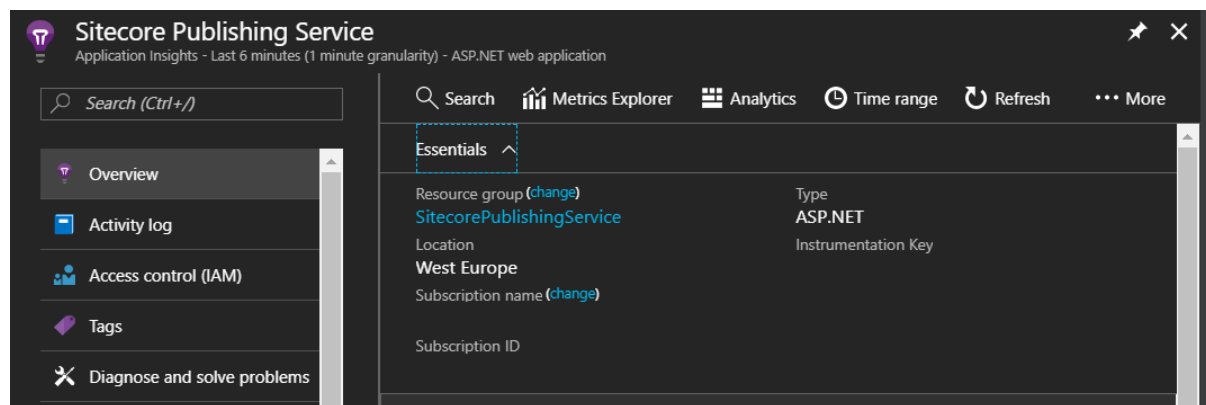 Sitecore Publishing Service
Application Insights - Last 6 minutes (1 minute granularity) - ASP.NET web application
Search (Ctrl+/)
Overview
Activity log
Access control (IAM)
Tags
Diagnose and solve problems
Search Metrics Explorer Analytics Time range Refresh More
Essentials
Resource group (change)
SitecorePublishingService
Location
West Europe
Subscription name (change)
Subscription ID
Type
ASP.NET
Instrumentation Key